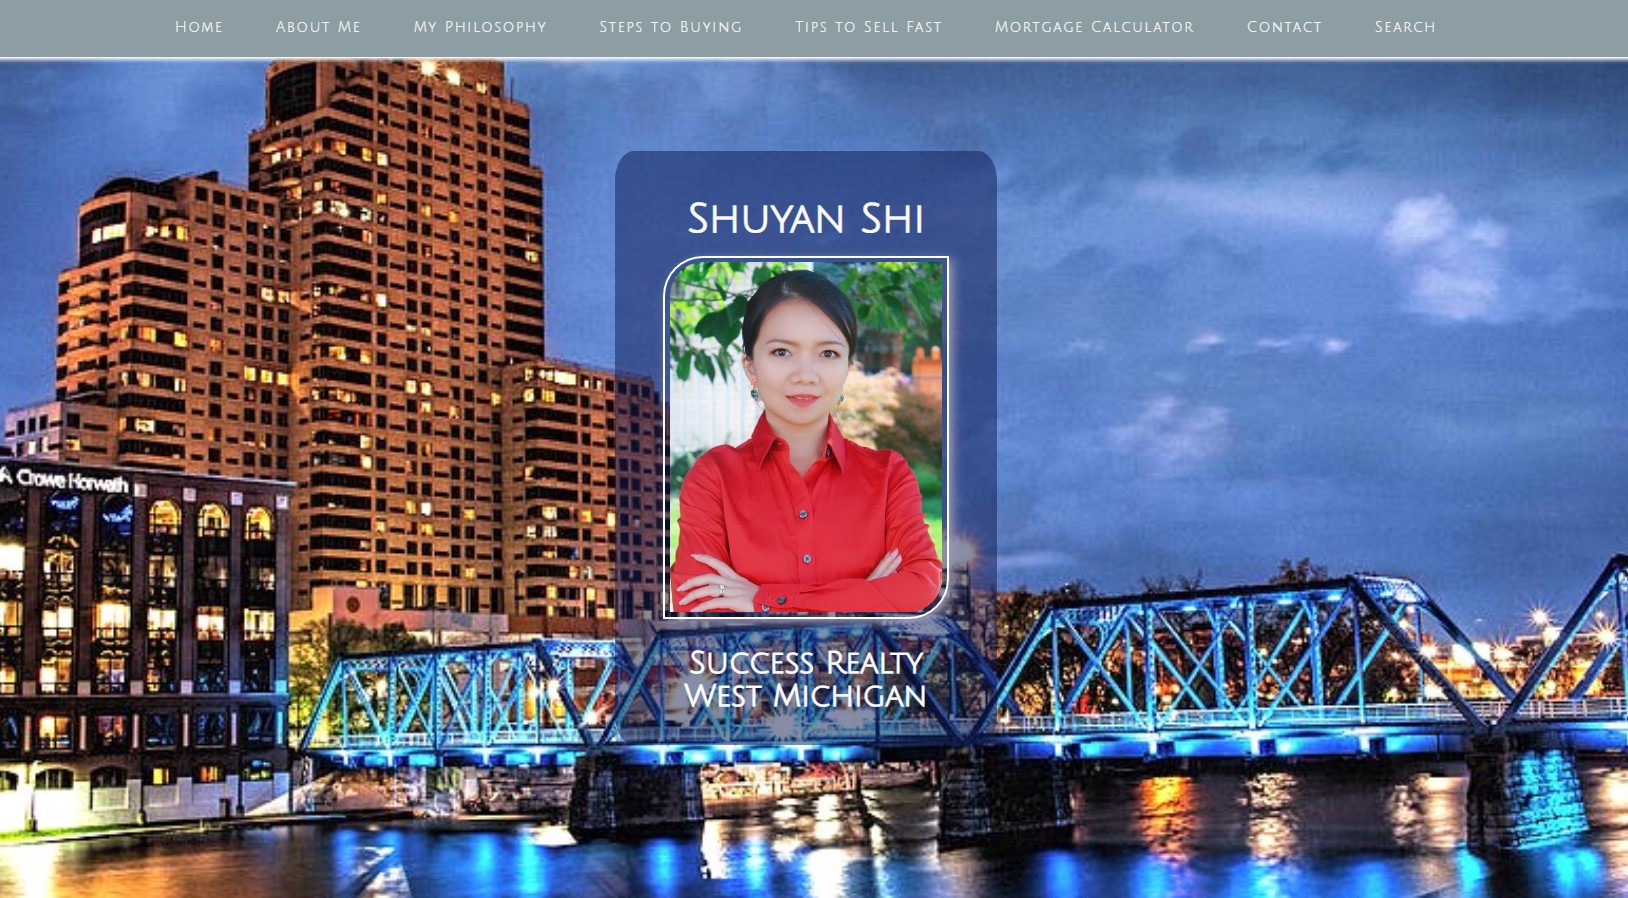 Home About Me My Philosophy Steps to Buying Tips to Sell Fast Mortgage Calculator Contact Search
Shuyan Shi
Crowe Horwath
Success Realty
West Michigan